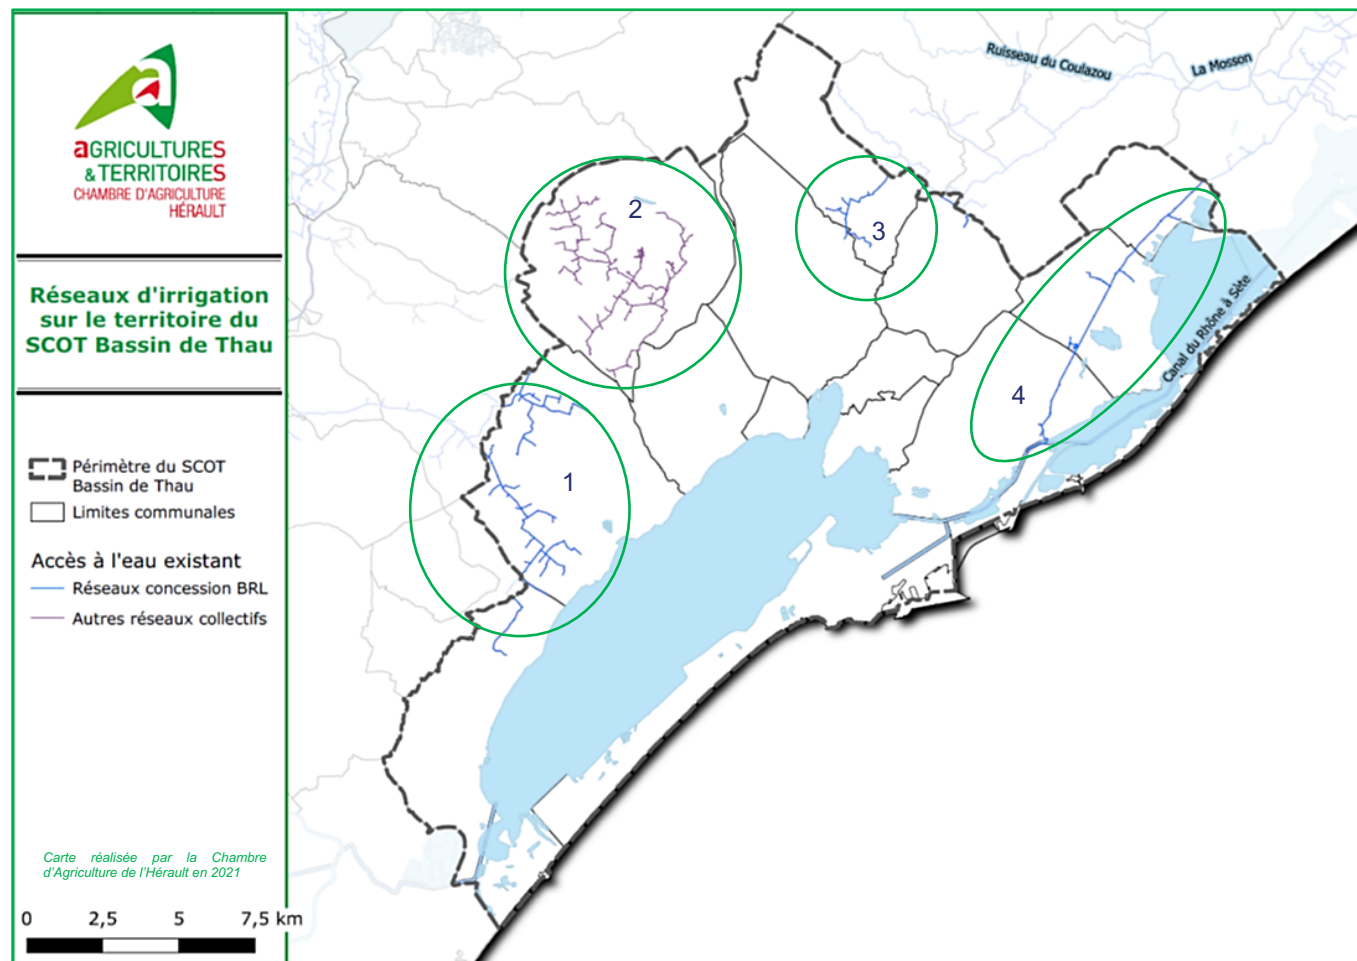 a
aGRICULTURES
& TERRITOIRES
CHAMBRE D'AGRICULTURE
HÉRAULT
Réseaux d'irrigation
sur le territoire du
SCOT Bassin de Thau
Périmètre du SCOT
Bassin de Thau
Limites communales
Accès à l'eau existant
Réseaux concession BRL
Autres réseaux collectifs
Carte réalisée par la Chambre
d'Agriculture de l'Hérault en 2021
0 2,5 5 7,5 km
Ruisseau du Coulazou
La Mosson
2
3
Canal du Rhône à Sète
4
1